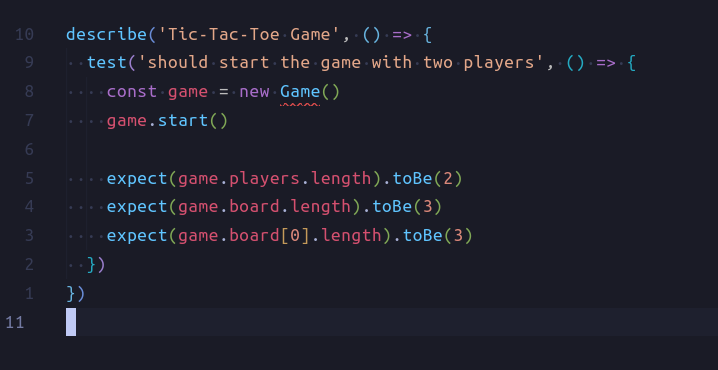 10 describe('Tic-Tac-Toe Game', () => {
9 test('should start the game with two players', () => {
8 const game = new Game()
7 game.start()
6
5 expect(game.players.length).toBe(2)
4 expect(game.board.length).toBe(3)
3 expect(game.board[0].length).toBe(3)
2 })
1 })
11